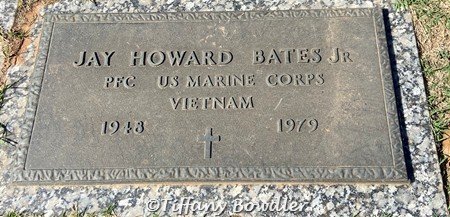 JAY HOWARD BATES JR
PFC US MARINE CORPS
VIETNAM
1948 1979
©Tiffany Bowdler